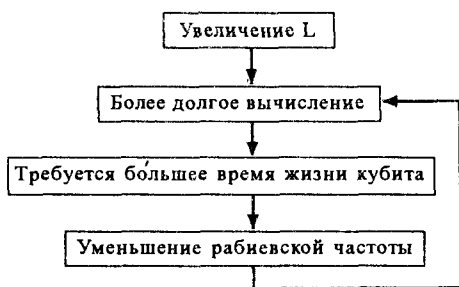 Увеличение L
Более долгое вычисление
Требуется бо́льшее время жизни кубита
Уменьшение рабиевской частоты